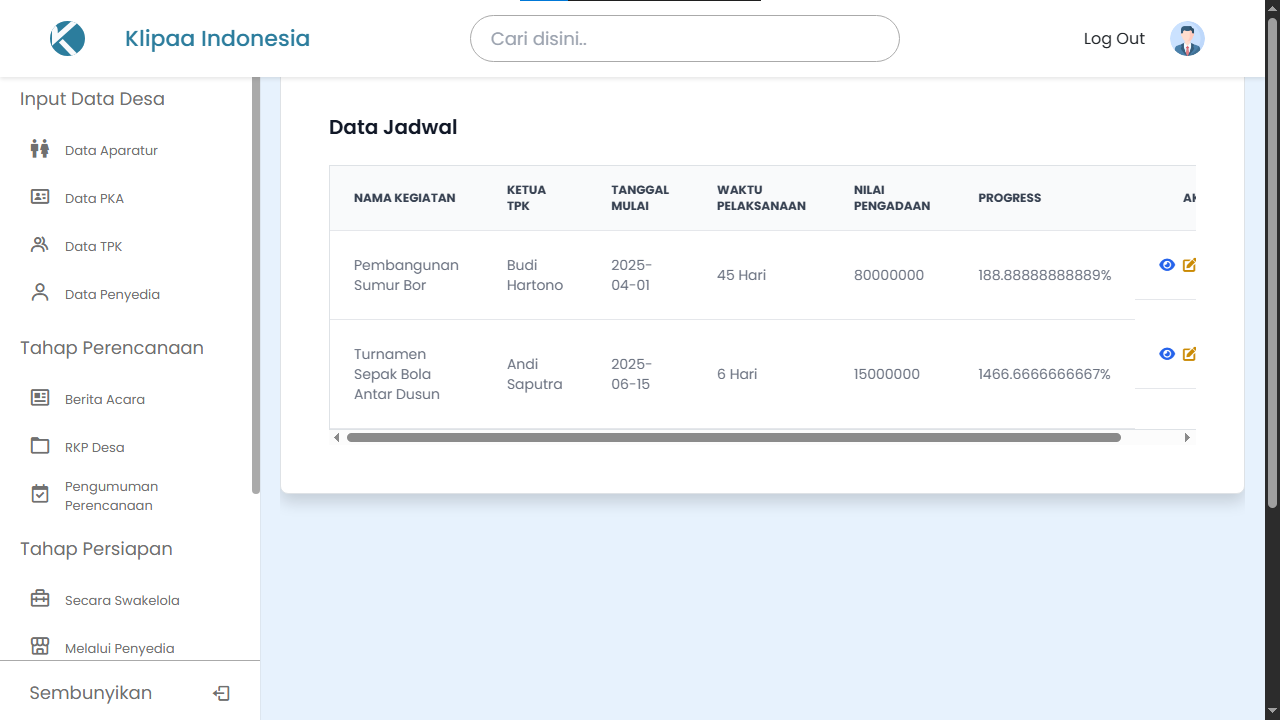 Klipaa Indonesia
Cari disini..
Log Out
Input Data Desa
Data Aparatur
Data PKA
Data TPK
Data Penyedia
Tahap Perencanaan
Berita Acara
RKP Desa
Pengumuman
Perencanaan
Tahap Persiapan
Secara Swakelola
Melalui Penyedia
Sembunyikan
Data Jadwal
NAMA KEGIATAN
KETUA
TPK
TANGGAL
MULAI
WAKTU
PELAKSANAAN
NILAI
PENGADAAN
PROGRESS
Pembangunan
Sumur Bor
Budi
Hartono
2025-
04-01
45 Hari
80000000
188.88888888889%
Turnamen
Sepak Bola
Antar Dusun
Andi
Saputra
2025-
06-15
6 Hari
15000000
1466.6666666667%